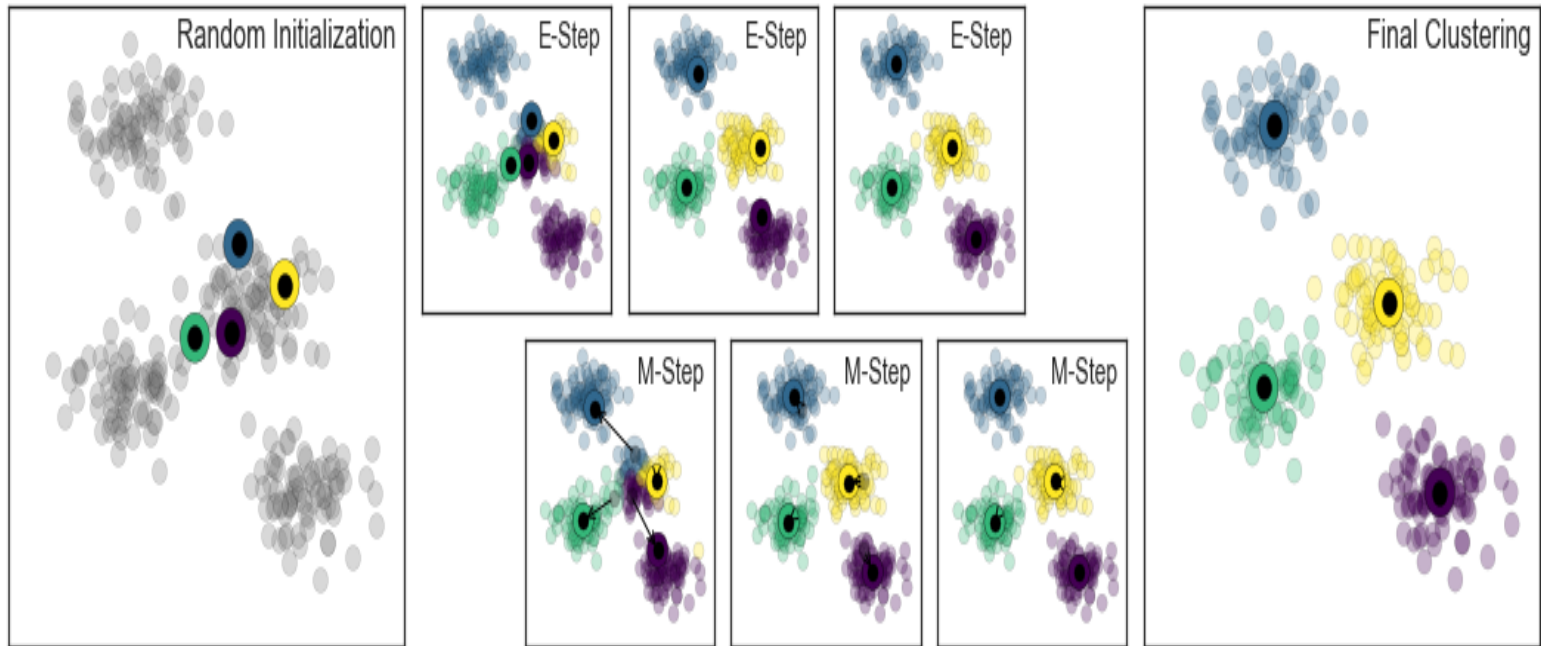 Random Initialization
E-Step
E-Step
E-Step
Final Clustering
M-Step
M-Step
M-Step